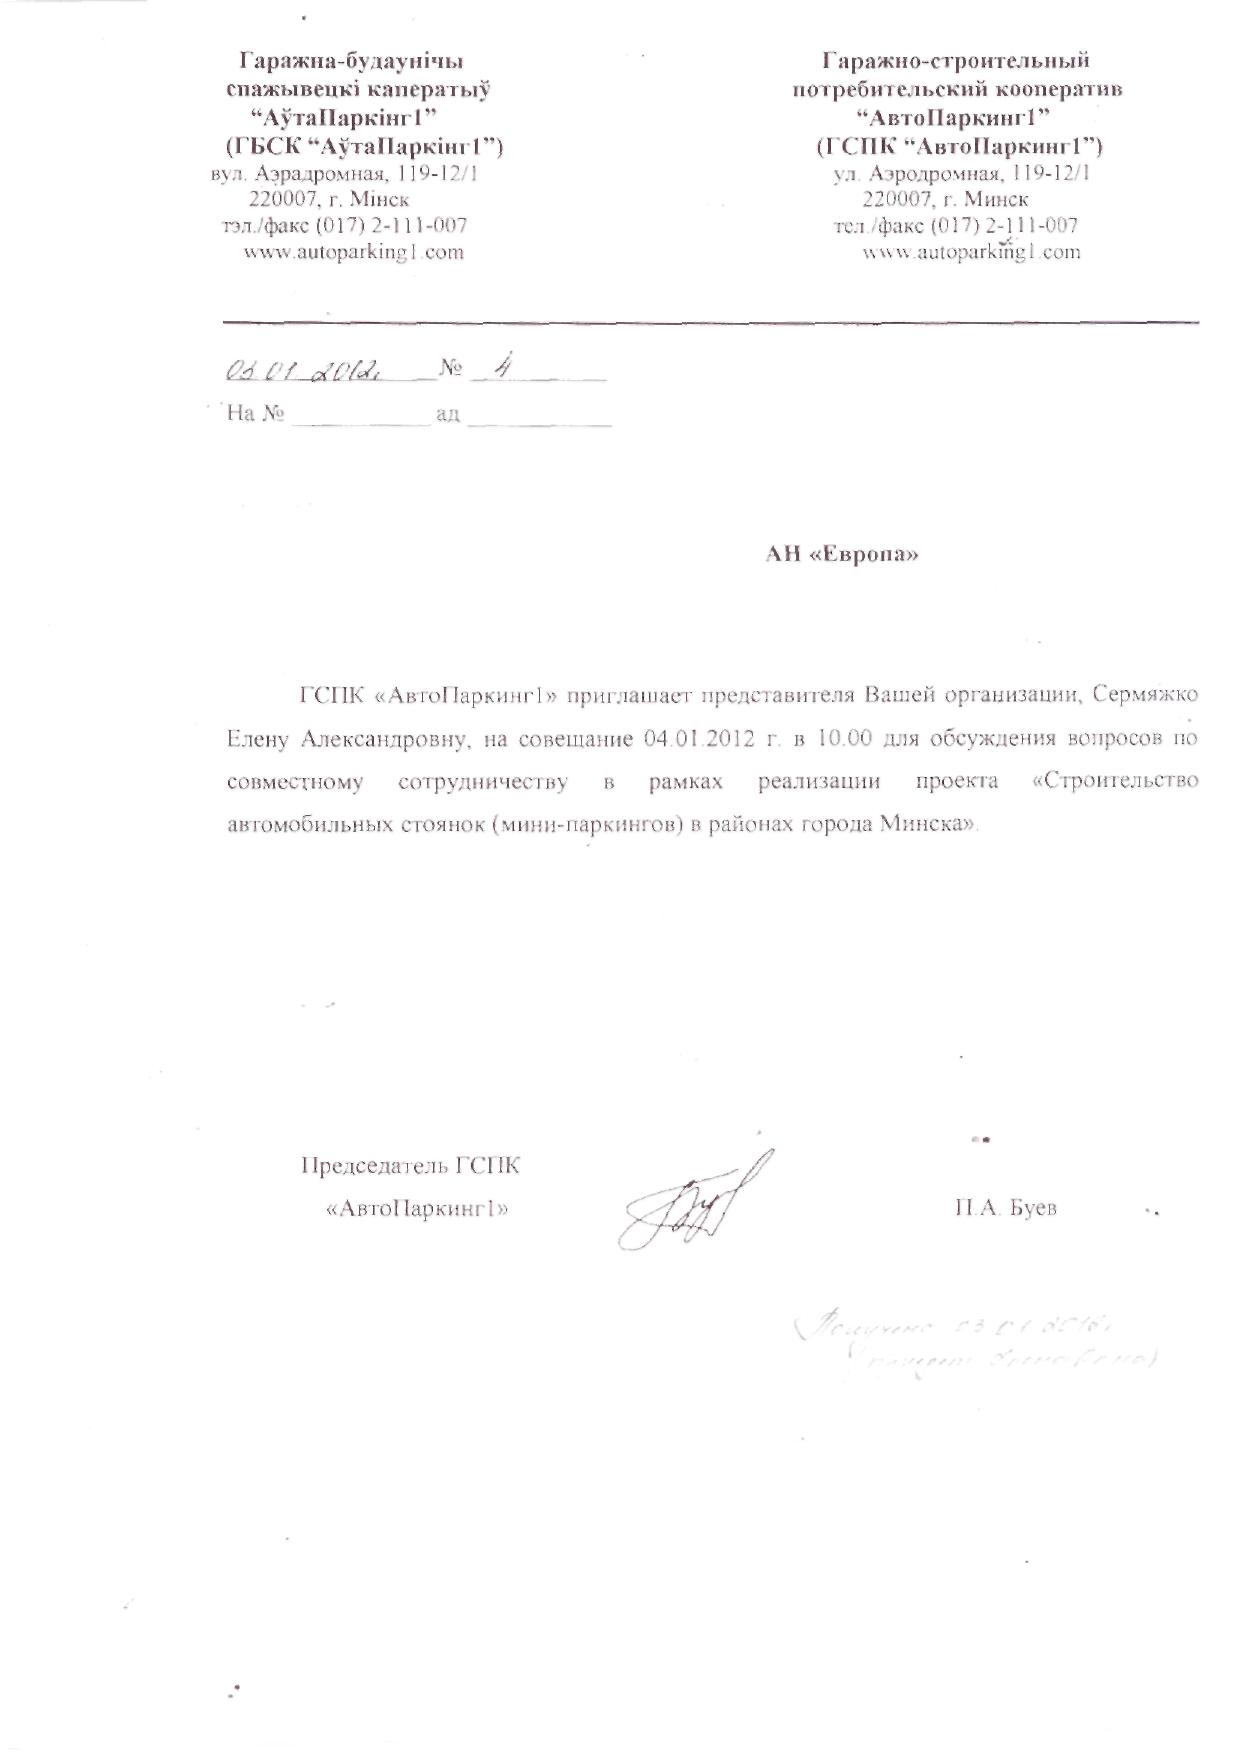 Гаражна-будаунічы
спажывецкі каператыў
“АўтаПаркінг1”
(ГБСК “АўтаПаркінг1”)
вул. Аэрадромная, 119-12/1
220007, г. Мінск
тэл./факс (017) 2-111-007
www.autoparking1.com
Гаражно-строительный
потребительский кооператив
“АвтоПаркинг1”
(ГСПК “АвтоПаркинг1”)
ул. Аэродромная, 119-12/1
220007, г. Минск
тел./факс (017) 2-111-007
www.autoparking1.com
03 01 2012г. № 4
На № ____________ ад ____________
АН «Европа»
ГСПК «АвтоПаркинг1» приглашает представителя Вашей организации, Сермяжко
Елену Александровну, на совещание 04.01.2012 г. в 10.00 для обсуждения вопросов по
совместному сотрудничеству в рамках реализации проекта «Строительство
автомобильных стоянок (мини-паркингов) в районах города Минска».
Председатель ГСПК
«АвтоПаркинг1»
П.А. Буев
(Получено 03 01